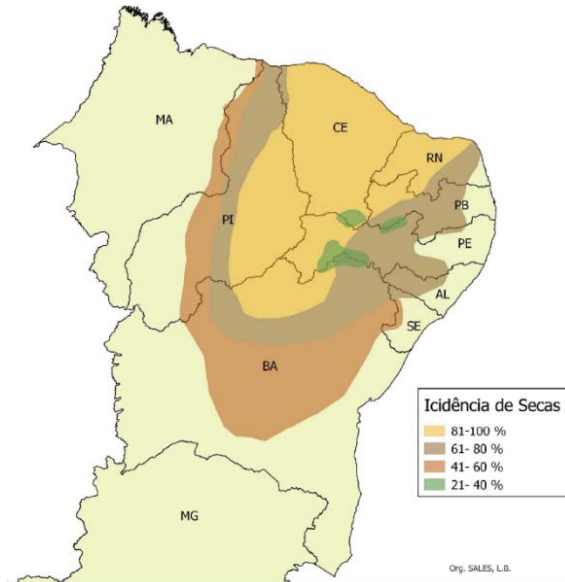 MA
CE
RN
PI
PB
PE
AL
SE
BA
MG
Icidência de Secas
81-100 %
61- 80 %
41- 60 %
21- 40 %
Org. SALES, L.B.